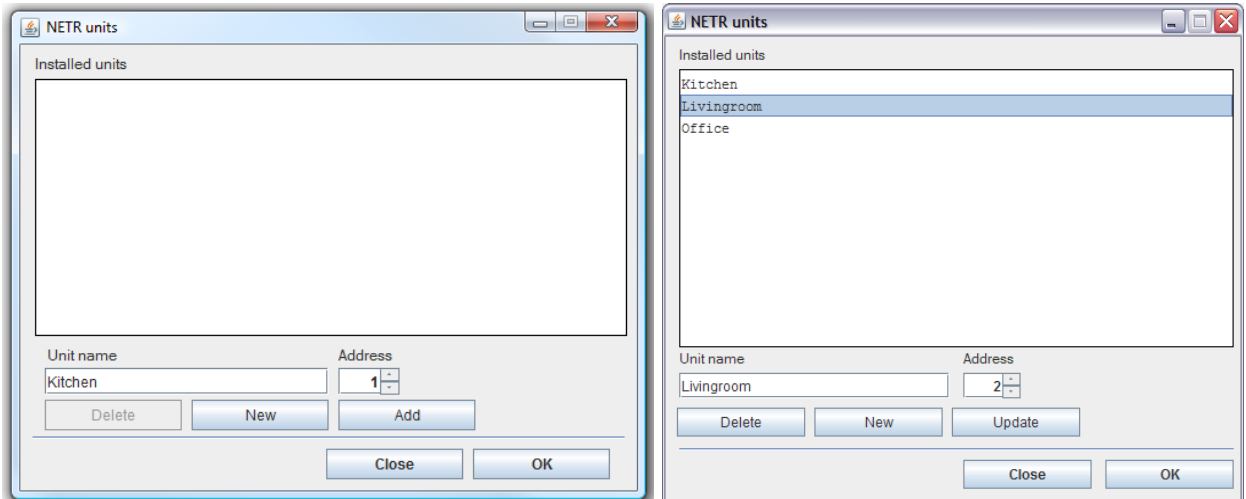 NETR units
Installed units
Unit name Address
Kitchen 1
Delete New Add
Close OK
NETR units
Installed units
Kitchen
Livingroom
Office
Unit name Address
Livingroom 2
Delete New Update
Close OK